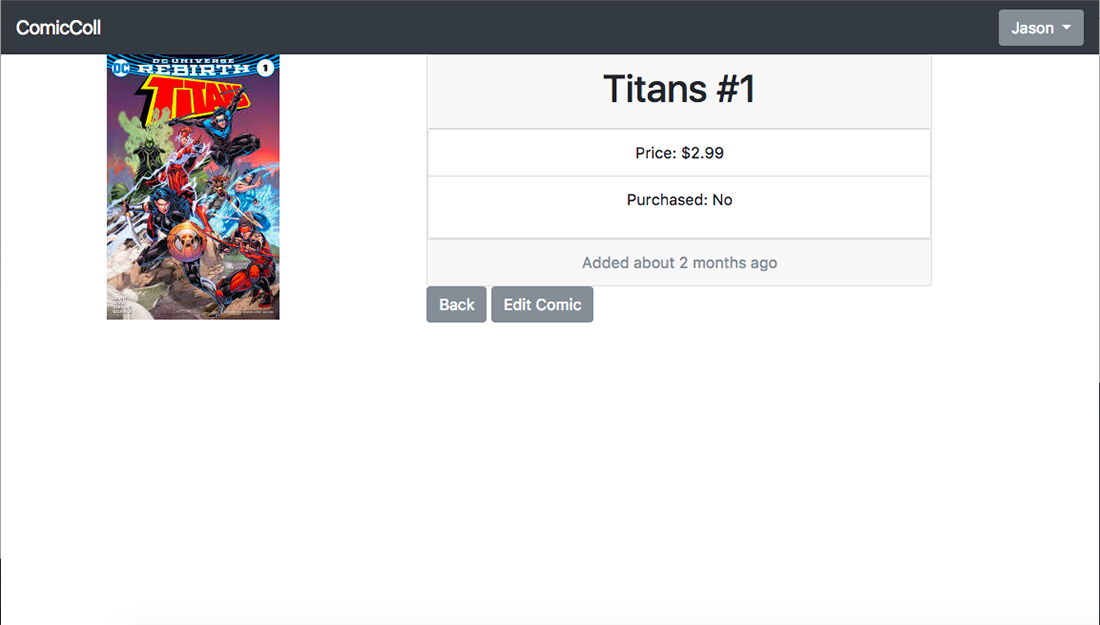 ComicColl
Jason
DC UNIVERSE
DC REBIRTH 1
TITANS
Titans #1
Price: $2.99
Purchased: No
Added about 2 months ago
Back Edit Comic